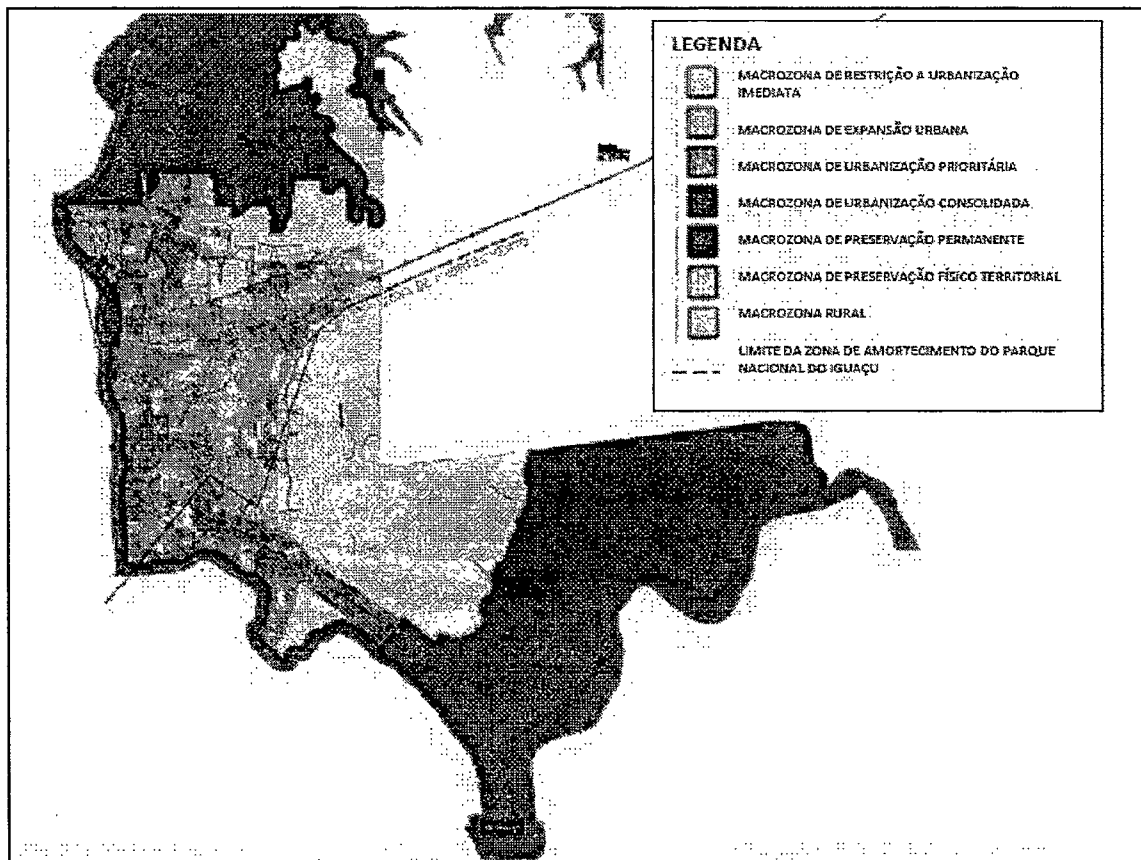 LEGENDA
MACROZONA DE RESTRIÇÃO A URBANIZAÇÃO
IMEDIATA
MACROZONA DE EXPANSÃO URBANA
MACROZONA DE URBANIZAÇÃO PRIORITÁRIA
MACROZONA DE URBANIZAÇÃO CONSOLIDADA
MACROZONA DE PRESERVAÇÃO PERMANENTE
MACROZONA DE PRESERVAÇÃO FÍSICO TERRITORIAL
MACROZONA RURAL
LIMITE DA ZONA DE AMORTECIMENTO DO PARQUE
NACIONAL DO IGUAÇU